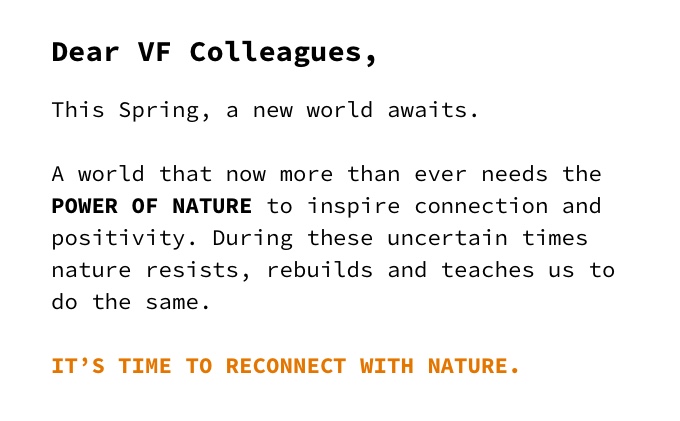 Dear VF Colleagues,
This Spring, a new world awaits.
A world that now more than ever needs the
POWER OF NATURE to inspire connection and
positivity. During these uncertain times
nature resists, rebuilds and teaches us to
do the same.
IT’S TIME TO RECONNECT WITH NATURE.